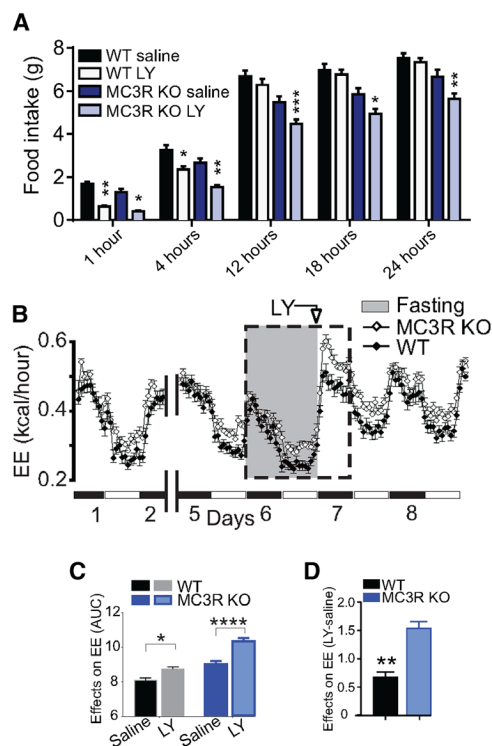 A
Food intake (g)
8
6
4
2
0
WT saline
WT LY
MC3R KO saline
MC3R KO LY
**
*
*
**
***
*
**
1 hour
4 hours
12 hours
18 hours
24 hours
B
LY
Fasting
MC3R KO
WT
EE (kcal/hour)
0.6
0.4
0.2
1
2
Days
5
6
7
8
C
WT
MC3R KO
Effects on EE (AUC)
12
10
8
6
*
****
Saline
LY
Saline
LY
D
WT
MC3R KO
Effects on EE (LY-saline)
1.5
1.0
0.5
0
**